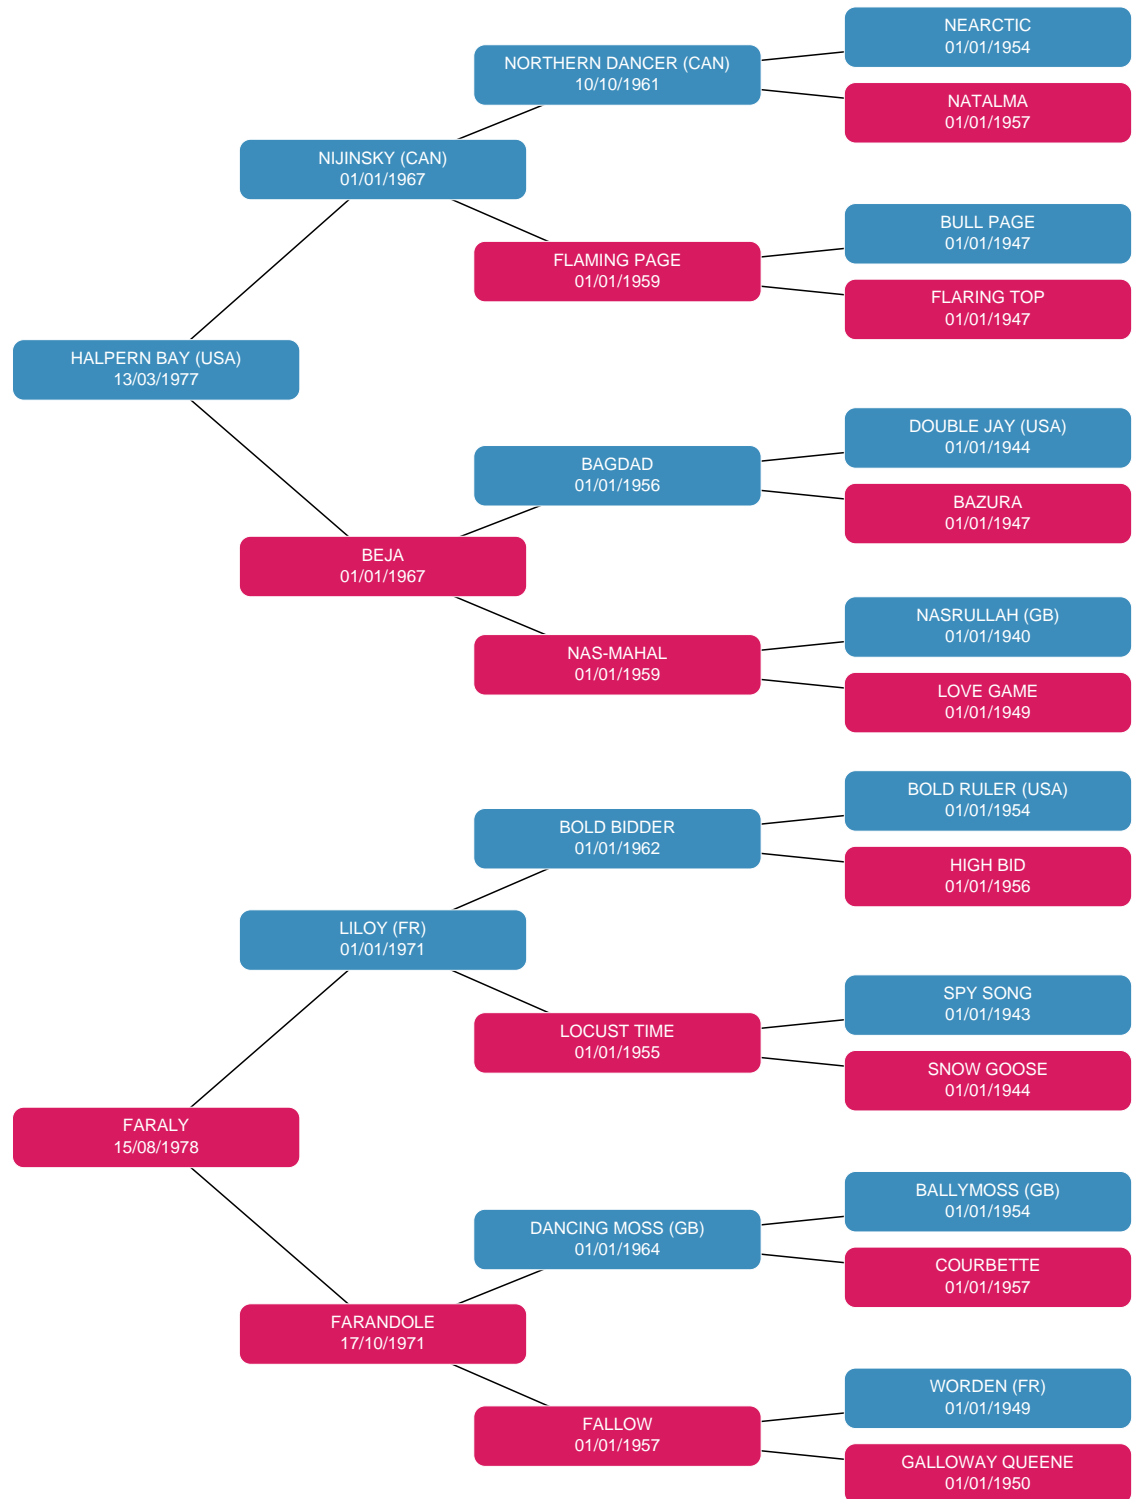 NEARCTIC
01/01/1954
NORTHERN DANCER (CAN)
10/10/1961
NATALMA
01/01/1957
NIJINSKY (CAN)
01/01/1967
BULL PAGE
01/01/1947
FLAMING PAGE
01/01/1959
FLARING TOP
01/01/1947
HALPERN BAY (USA)
13/03/1977
DOUBLE JAY (USA)
01/01/1944
BAGDAD
01/01/1956
BAZURA
01/01/1947
BEJA
01/01/1967
NASRULLAH (GB)
01/01/1940
NAS-MAHAL
01/01/1959
LOVE GAME
01/01/1949
BOLD RULER (USA)
01/01/1954
BOLD BIDDER
01/01/1962
HIGH BID
01/01/1956
LILOY (FR)
01/01/1971
SPY SONG
01/01/1943
LOCUST TIME
01/01/1955
SNOW GOOSE
01/01/1944
FARALY
15/08/1978
BALLYMOSS (GB)
01/01/1954
DANCING MOSS (GB)
01/01/1964
COURBETTE
01/01/1957
FARANDOLE
17/10/1971
WORDEN (FR)
01/01/1949
FALLOW
01/01/1957
GALLOWAY QUEENE
01/01/1950